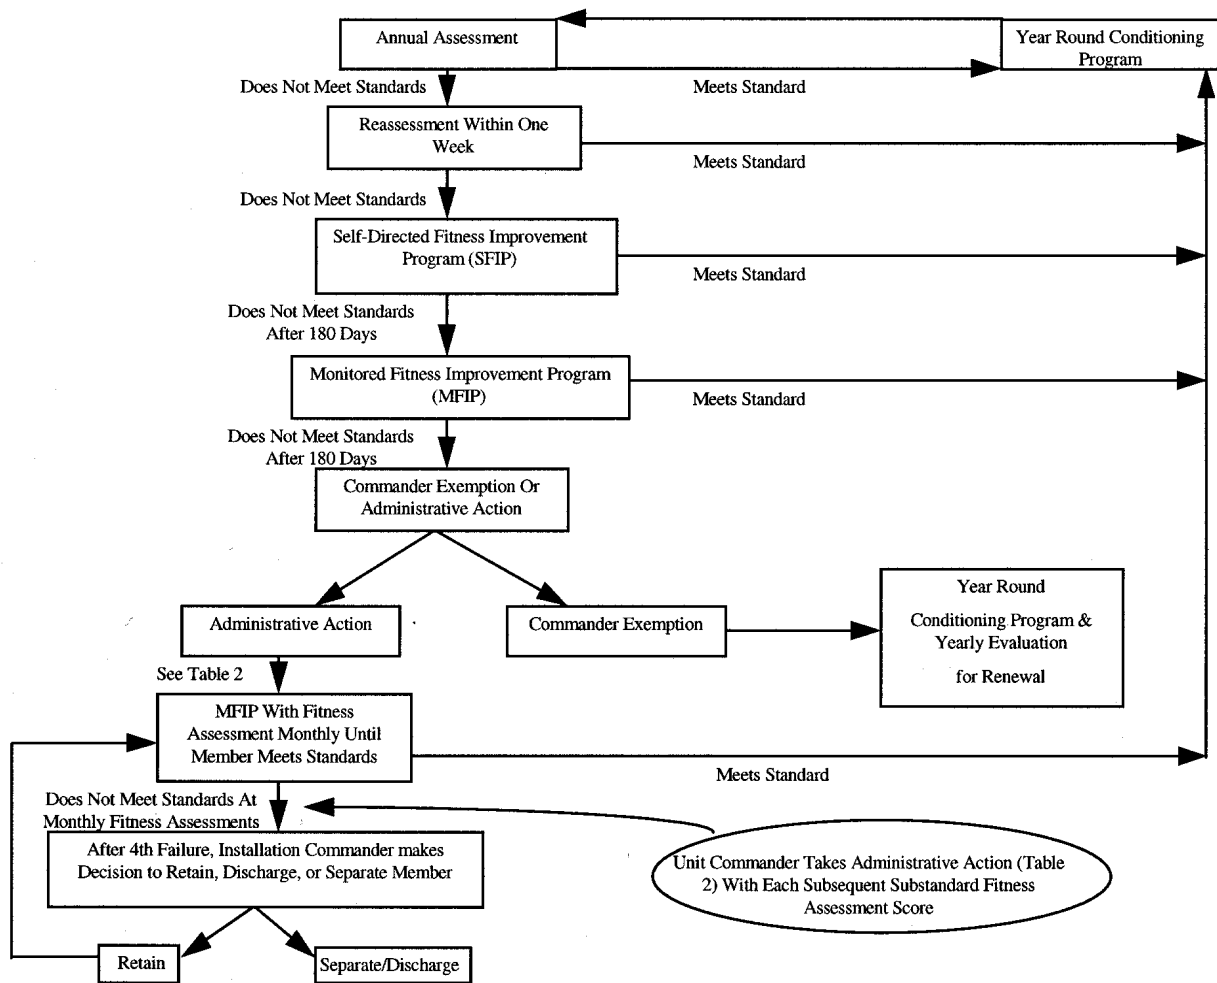 Annual Assessment
Year Round Conditioning
Program
Does Not Meet Standards
Meets Standard
Reassessment Within One
Week
Meets Standard
Does Not Meet Standards
Self-Directed Fitness Improvement
Program (SFIP)
Meets Standard
Does Not Meet Standards
After 180 Days
Monitored Fitness Improvement Program
(MFIP)
Meets Standard
Does Not Meet Standards
After 180 Days
Commander Exemption Or
Administrative Action
Administrative Action
Commander Exemption
Year Round
Conditioning Program &
Yearly Evaluation
for Renewal
See Table 2
MFIP With Fitness
Assessment Monthly Until
Member Meets Standards
Meets Standard
Does Not Meet Standards At
Monthly Fitness Assessments
After 4th Failure, Installation Commander makes
Decision to Retain, Discharge, or Separate Member
Unit Commander Takes Administrative Action (Table
2) With Each Subsequent Substandard Fitness
Assessment Score
Retain
Separate/Discharge